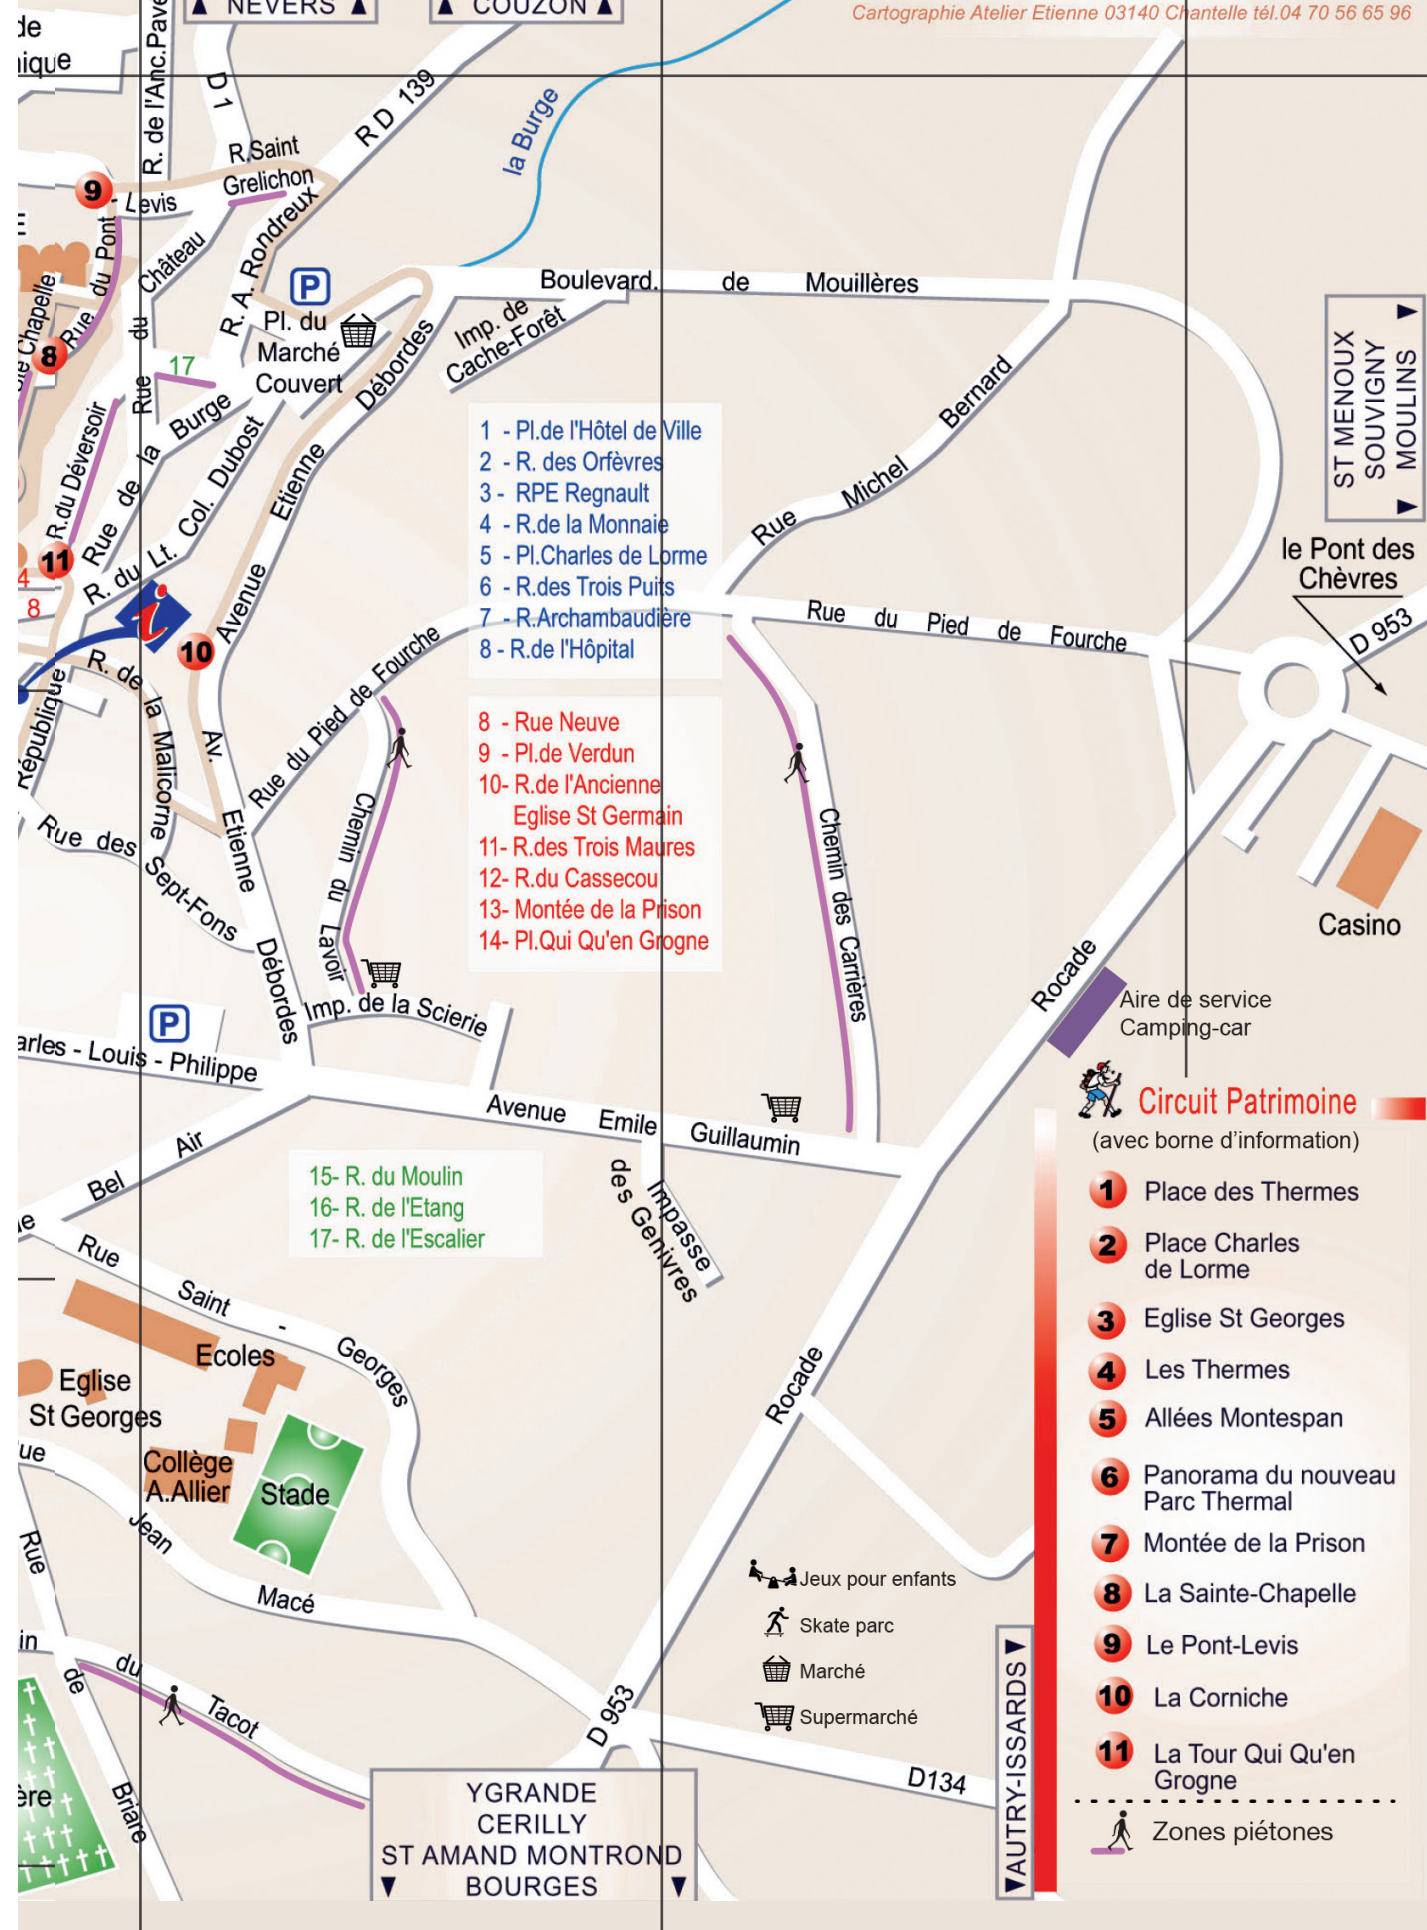 NEVERS
COUZON
Cartographie Atelier Etienne 03140 Chantelle tél.04 70 56 65 96
de
ique
R. de l'Anc.Pave
D 1
R D 139
la Burge
R.Saint
Grelichon
9
- Levis
Rue du Pont
Château
du
Rue
R. A. Rondreux
P
Pl. du
Marché
Couvert
Boulevard. de Mouillères
Imp. de
Cache-Forêt
Chapelle
8
17
Rue de la Burge
R.du Déversoir
R. du Lt. Col. Dubost
11
4
8
i
10
Avenue Etienne Débordes
Rue Michel Bernard
ST MENOUX
SOUVIGNY
MOULINS
le Pont des
Chèvres
D 953
1 - Pl.de l'Hôtel de Ville
2 - R. des Orfèvres
3 - RPE Regnault
4 - R.de la Monnaie
5 - Pl.Charles de Lorme
6 - R.des Trois Puits
7 - R.Archambaudière
8 - R.de l'Hôpital
Rue du Pied de Fourche
Rue du Pied de Fourche
R. de la Malicorne
République
Av. Etienne Débordes
8 - Rue Neuve
9 - Pl.de Verdun
10- R.de l'Ancienne
Eglise St Germain
11- R.des Trois Maures
12- R.du Cassecou
13- Montée de la Prison
14- Pl.Qui Qu'en Grogne
Rue des Sept-Fons
Chemin du Lavoir
Chemin des Carrières
Casino
Rocade
Aire de service
Camping-car
Imp. de la Scierie
P
arles - Louis - Philippe
Avenue Emile Guillaumin
Bel Air
Impasse
des Genivres
15- R. du Moulin
16- R. de l'Etang
17- R. de l'Escalier
Rue Saint - Georges
Ecoles
Eglise
St Georges
Collège
A.Allier
Stade
ue
Jean Macé
Rocade
Circuit Patrimoine
(avec borne d'information)
1 Place des Thermes
2 Place Charles
de Lorme
3 Eglise St Georges
4 Les Thermes
5 Allées Montespan
6 Panorama du nouveau
Parc Thermal
7 Montée de la Prison
8 La Sainte-Chapelle
9 Le Pont-Levis
10 La Corniche
11 La Tour Qui Qu'en
Grogne
Zones piétones
Jeux pour enfants
Skate parc
Marché
Supermarché
Rue de Briare
in du Tacot
ère
D 953
D134
AUTRY-ISSARDS
YGRANDE
CERILLY
ST AMAND MONTROND
BOURGES